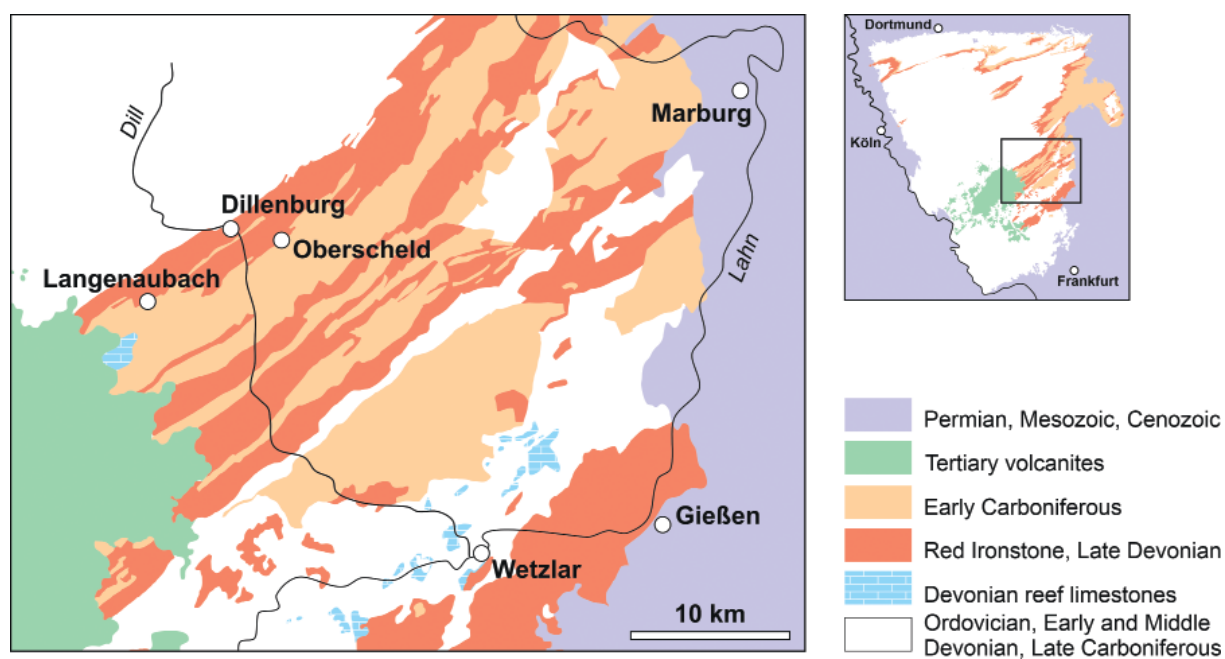 Dill
Marburg
Dillenburg
Oberscheld
Langenaubach
Lahn
Gießen
Wetzlar
10 km
Dortmund
Köln
Frankfurt
Permian, Mesozoic, Cenozoic
Tertiary volcanites
Early Carboniferous
Red Ironstone, Late Devonian
Devonian reef limestones
Ordovician, Early and Middle
Devonian, Late Carboniferous